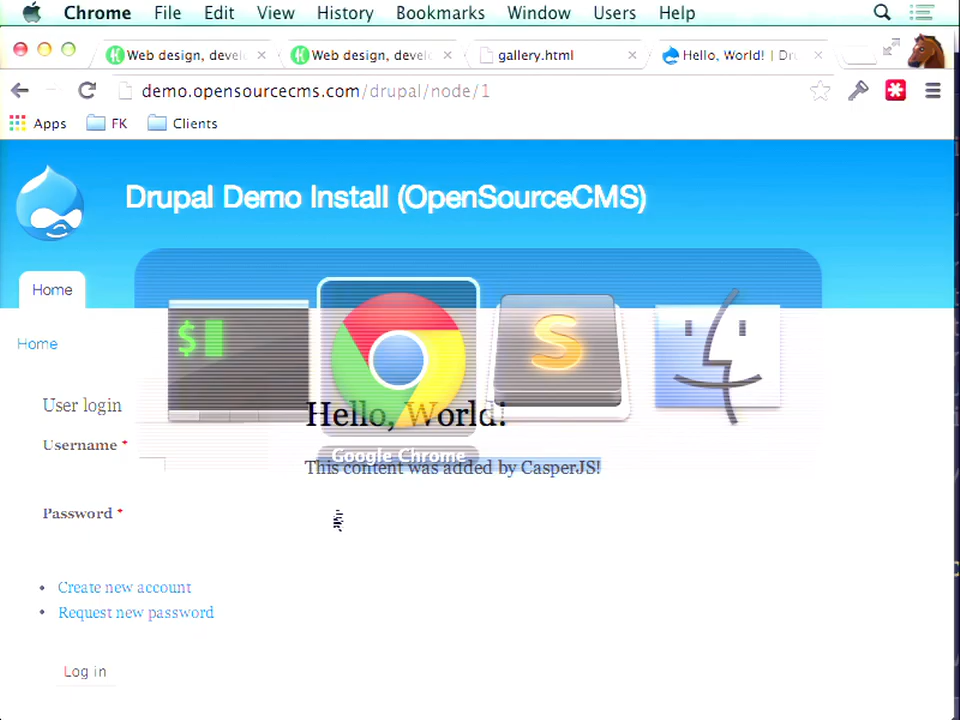 Chrome File Edit View History Bookmarks Window Users Help
Web design, devel Web design, devel gallery.html Hello, World! | Dru
demo.opensourcecms.com/drupal/node/1
Apps FK Clients
Drupal Demo Install (OpenSourceCMS)
Home
$
S
Home
User login
Hello, World!
Username *
Google Chrome
This content was added by CasperJS!
Password *
Create new account
Request new password
Log in